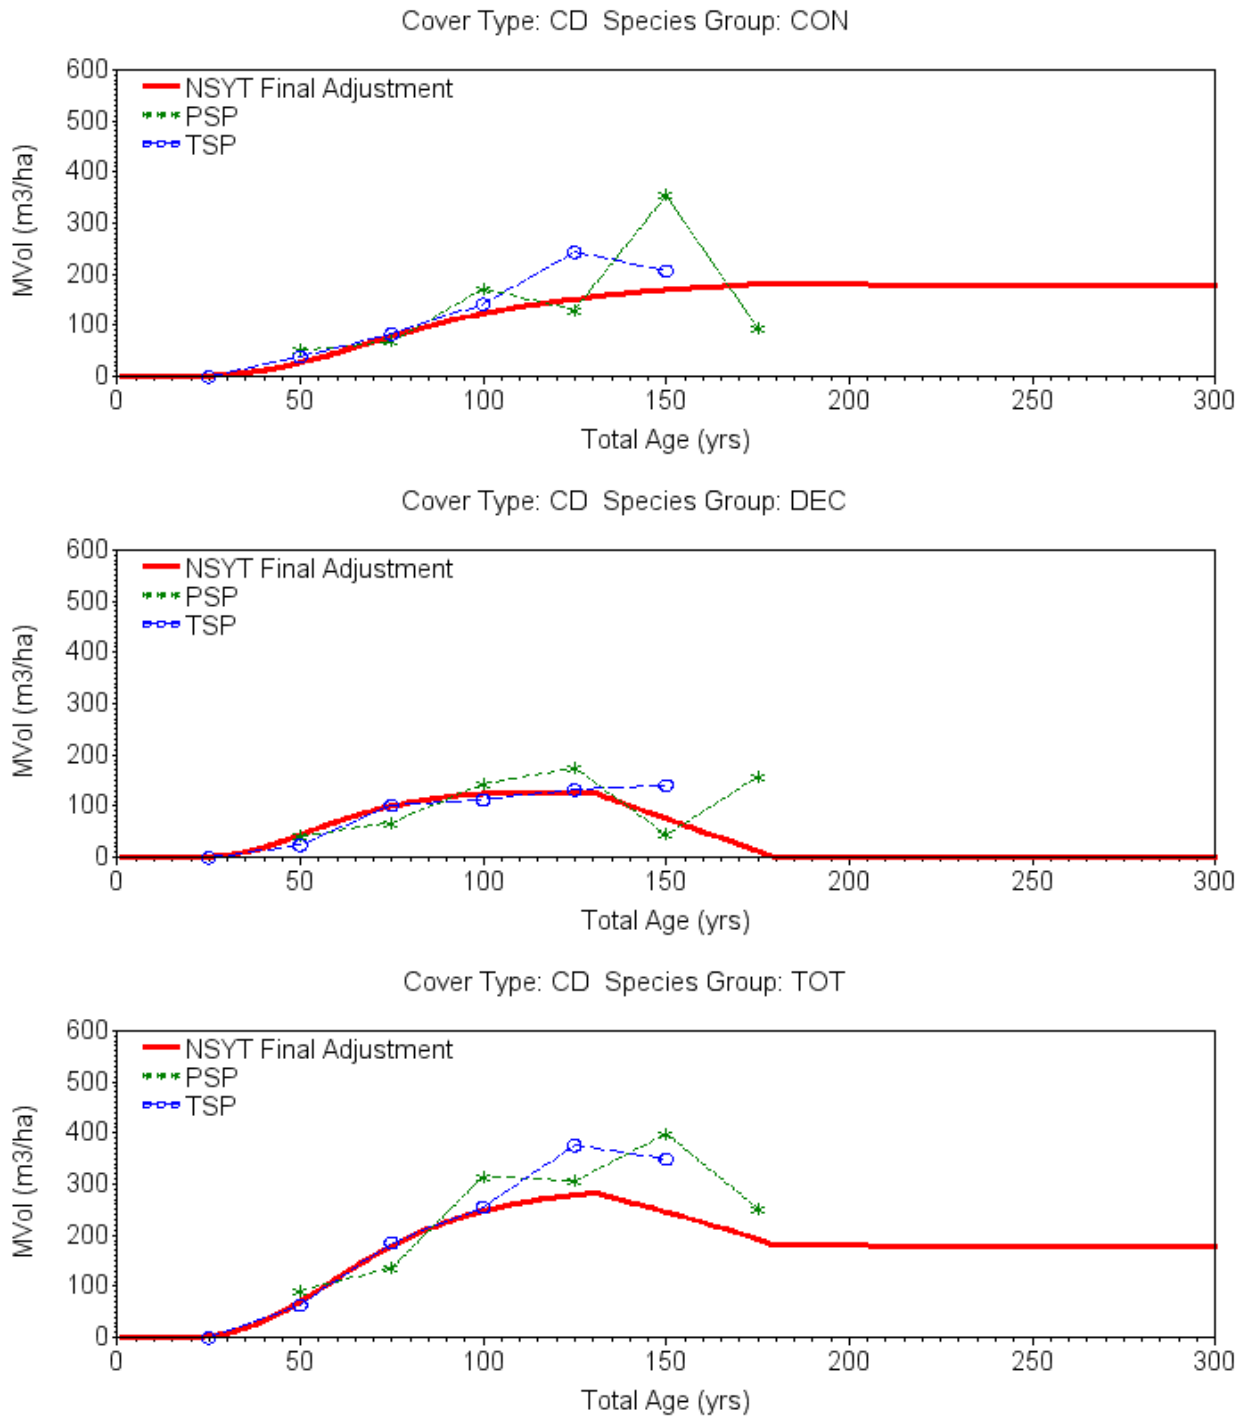 Cover Type: CD  Species Group: CON
600
500
400
300
200
100
0
MVol (m3/ha)
NSYT Final Adjustment
PSP
TSP
0 50 100 150 200 250 300
Total Age (yrs)
Cover Type: CD  Species Group: DEC
600
500
400
300
200
100
0
MVol (m3/ha)
NSYT Final Adjustment
PSP
TSP
0 50 100 150 200 250 300
Total Age (yrs)
Cover Type: CD  Species Group: TOT
600
500
400
300
200
100
0
MVol (m3/ha)
NSYT Final Adjustment
PSP
TSP
0 50 100 150 200 250 300
Total Age (yrs)